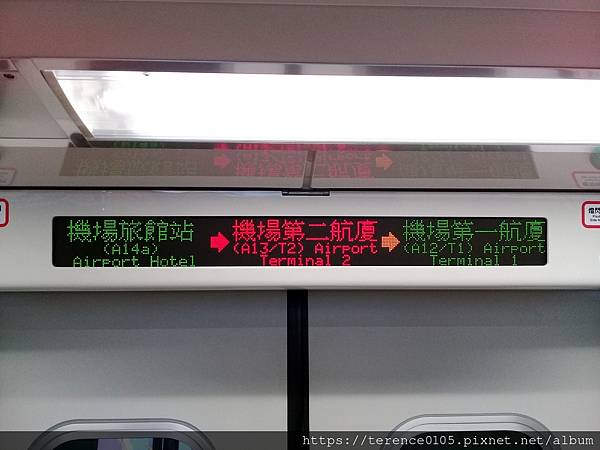 機場旅館站
(A14a)
Airport Hotel
機場第二航廈
(A13/T2) Airport
Terminal 2
機場第一航廈
(A12/T1) Airport
Terminal 1
https://terence0105.pixnet.net/album